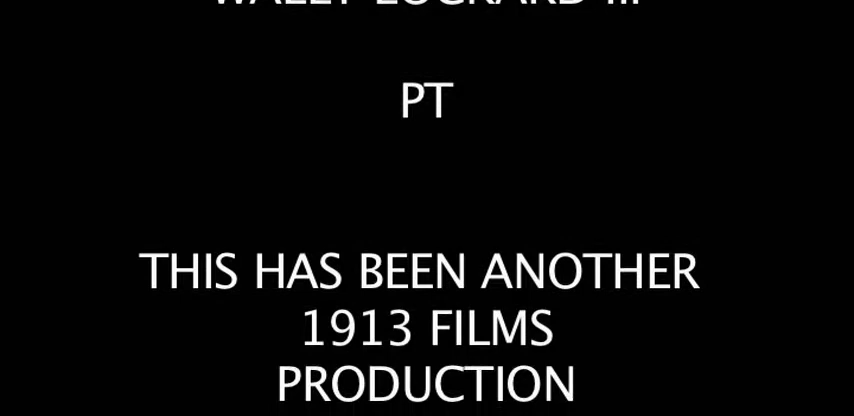 PT
THIS HAS BEEN ANOTHER
1913 FILMS
PRODUCTION